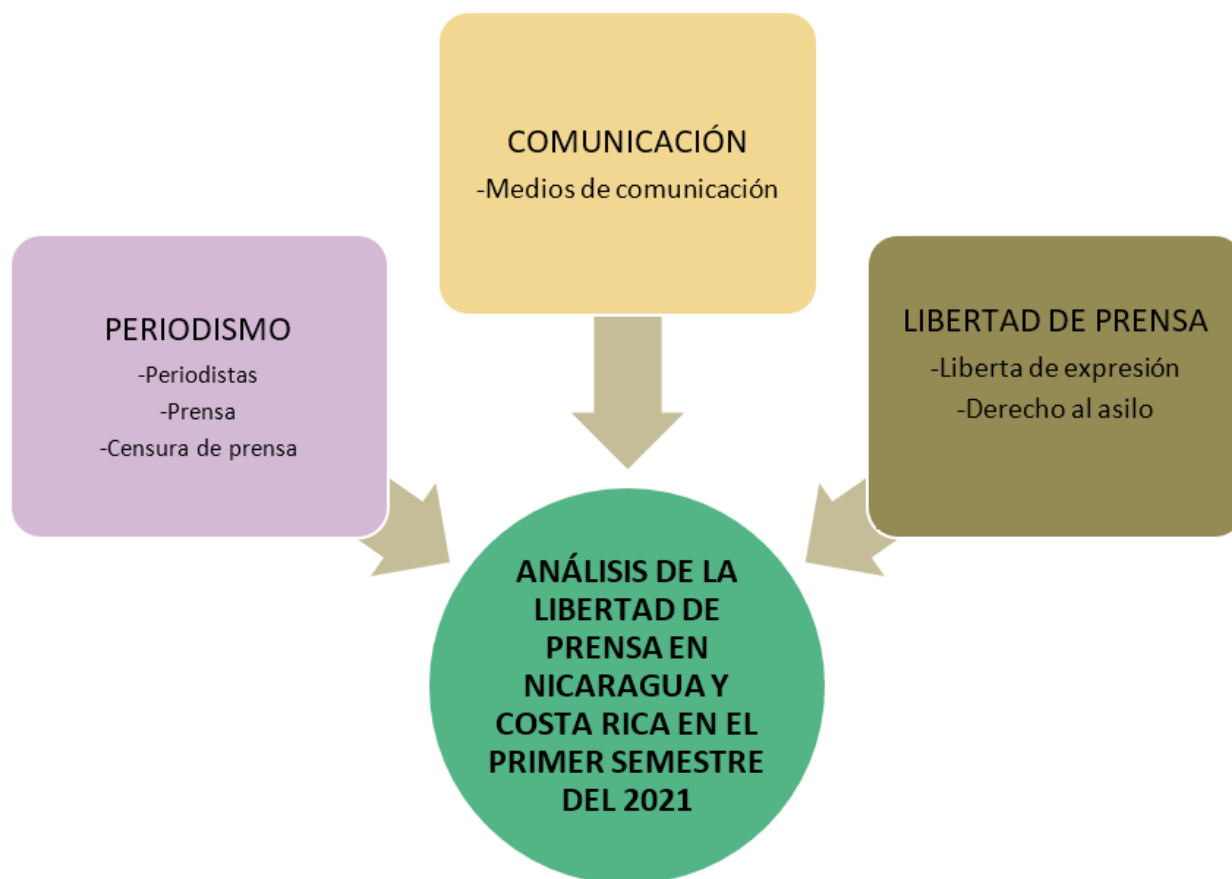 COMUNICACIÓN
-Medios de comunicación
PERIODISMO
-Periodistas
-Prensa
-Censura de prensa
LIBERTAD DE PRENSA
-Liberta de expresión
-Derecho al asilo
ANÁLISIS DE LA
LIBERTAD DE
PRENSA EN
NICARAGUA Y
COSTA RICA EN EL
PRIMER SEMESTRE
DEL 2021